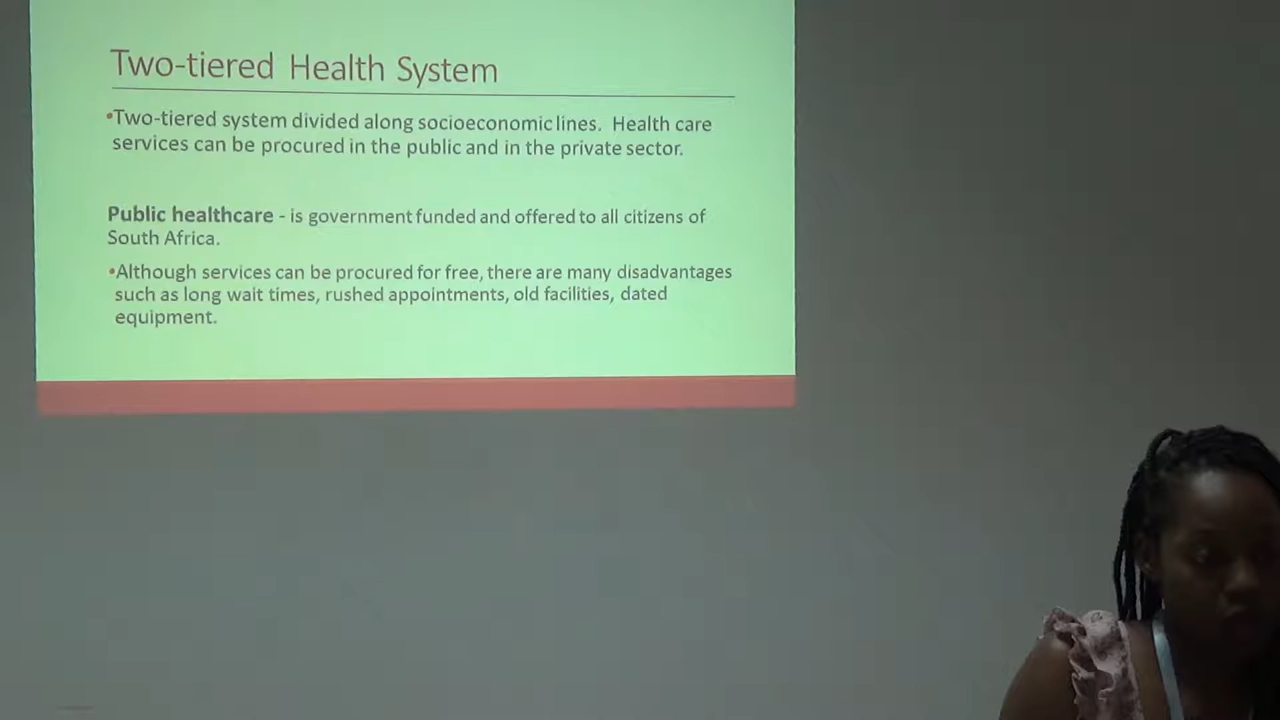 Two-tiered Health System
•Two-tiered system divided along socioeconomic lines. Health care
services can be procured in the public and in the private sector.
Public healthcare - is government funded and offered to all citizens of
South Africa.
•Although services can be procured for free, there are many disadvantages
such as long wait times, rushed appointments, old facilities, dated
equipment.